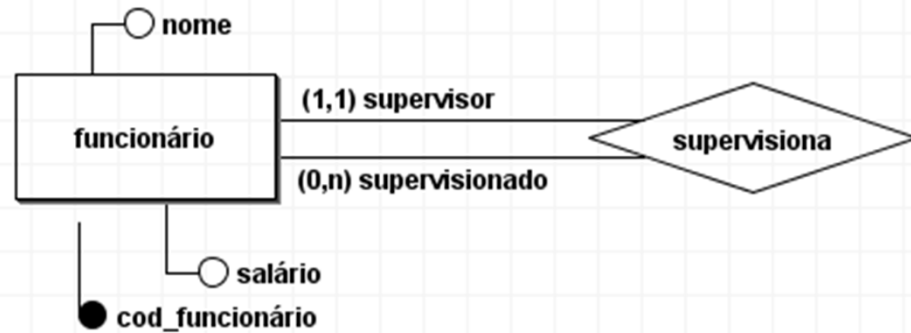 nome
(1,1) supervisor
funcionário
supervisiona
(0,n) supervisionado
salário
cod_funcionário